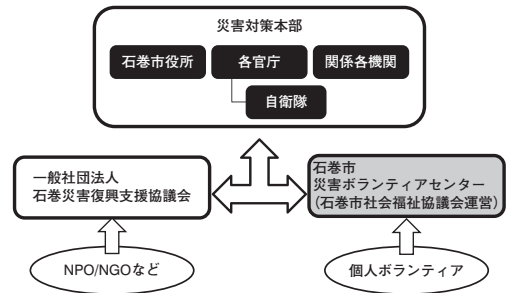 災害対策本部
石巻市役所
各官庁
関係各機関
自衛隊
一般社団法人
石巻災害復興支援協議会
石巻市
災害ボランティアセンター
(石巻市社会福祉協議会運営)
NPO/NGOなど
個人ボランティア